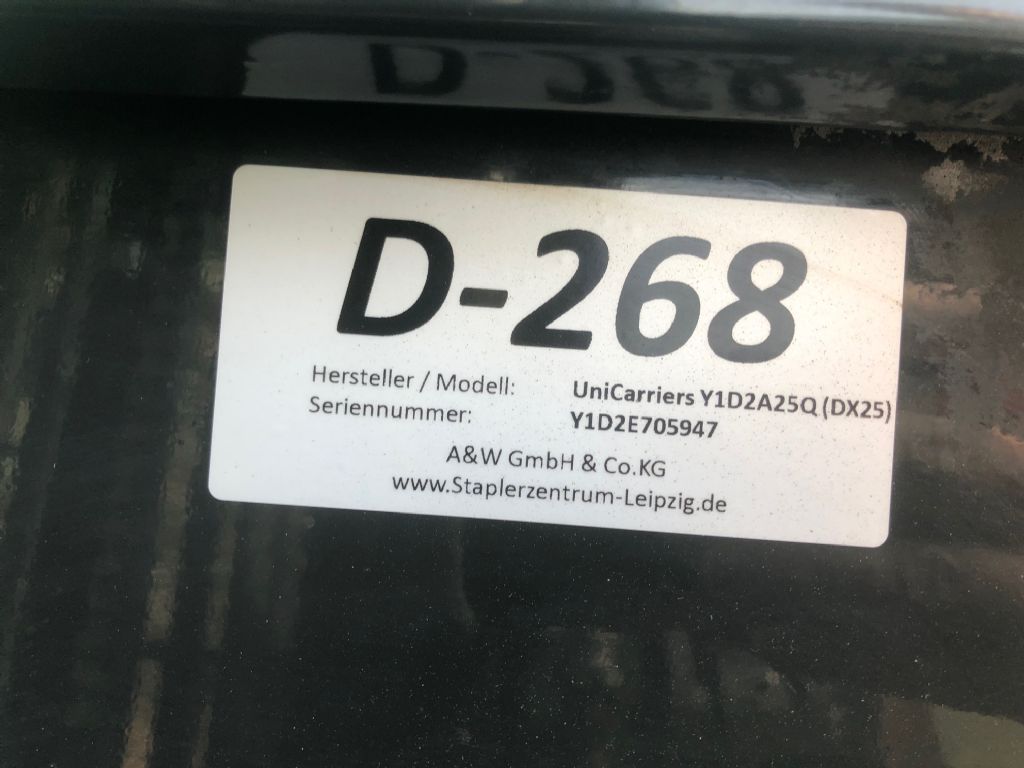 D-268
Hersteller / Modell: UniCarriers Y1D2A25Q (DX25)
Seriennummer: Y1D2E705947
A&W GmbH & Co.KG
www.Staplerzentrum-Leipzig.de